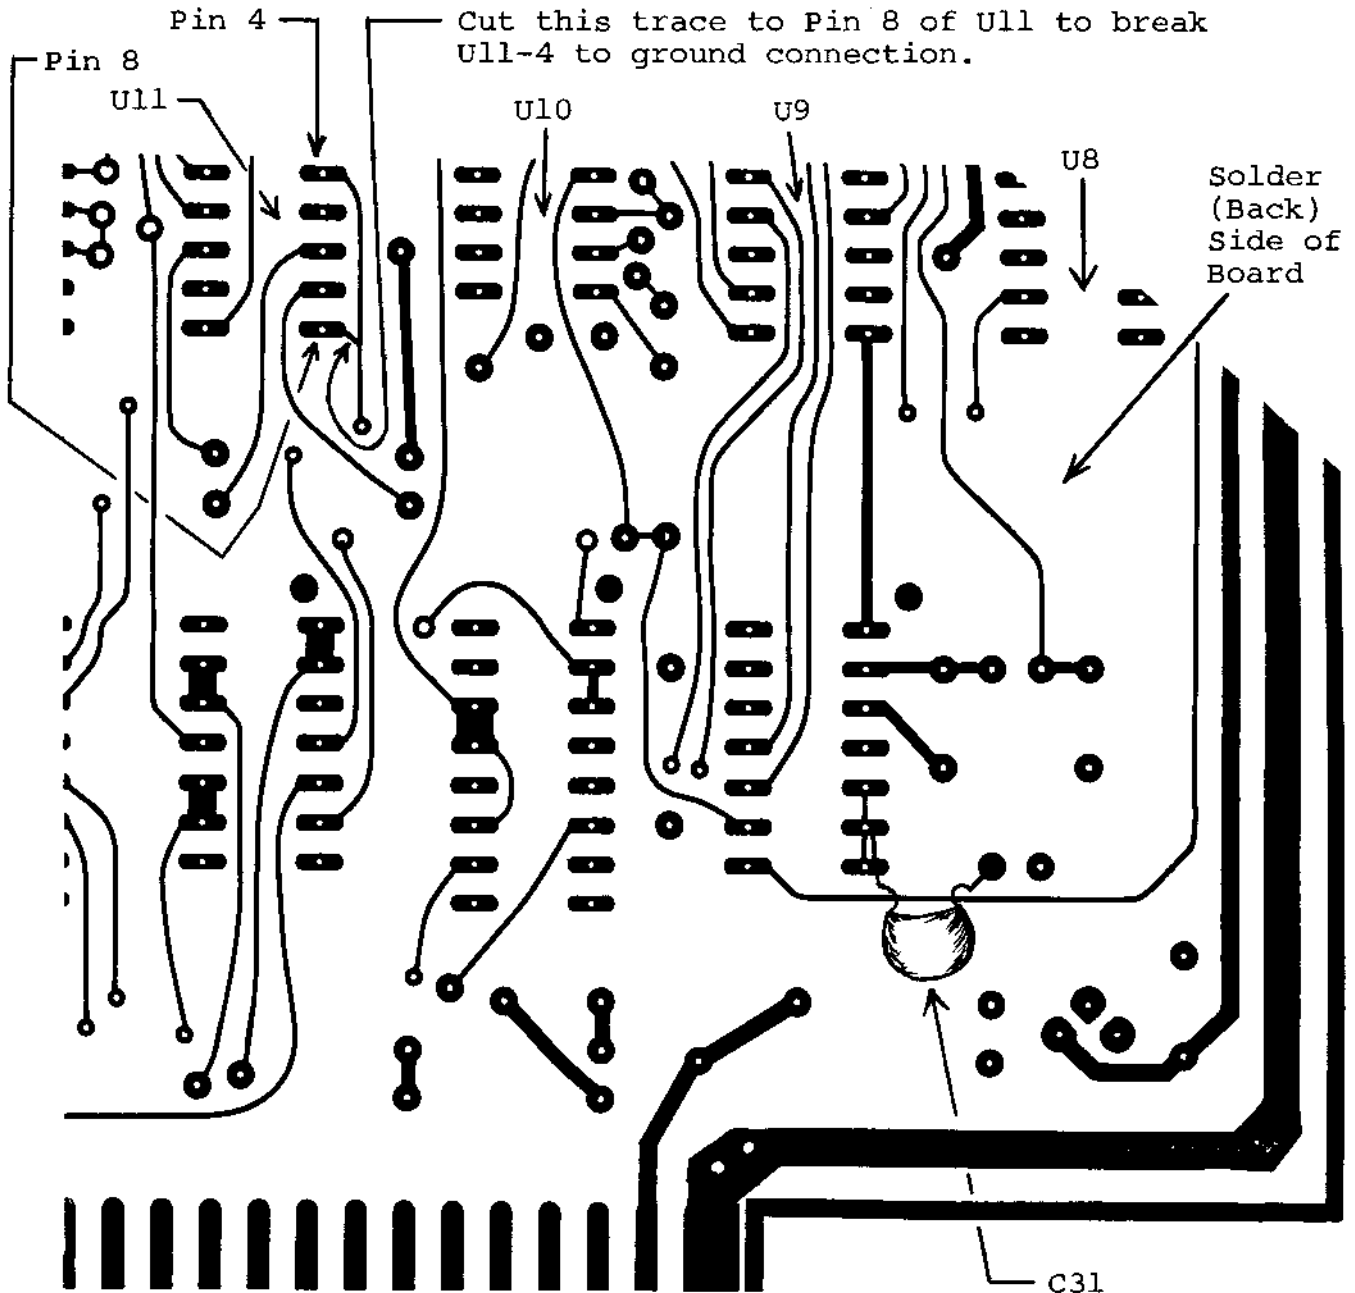 Pin 4
Cut this trace to Pin 8 of U11 to break
U11-4 to ground connection.
Pin 8
U11
U10
U9
U8
Solder
(Back)
Side of
Board
C31